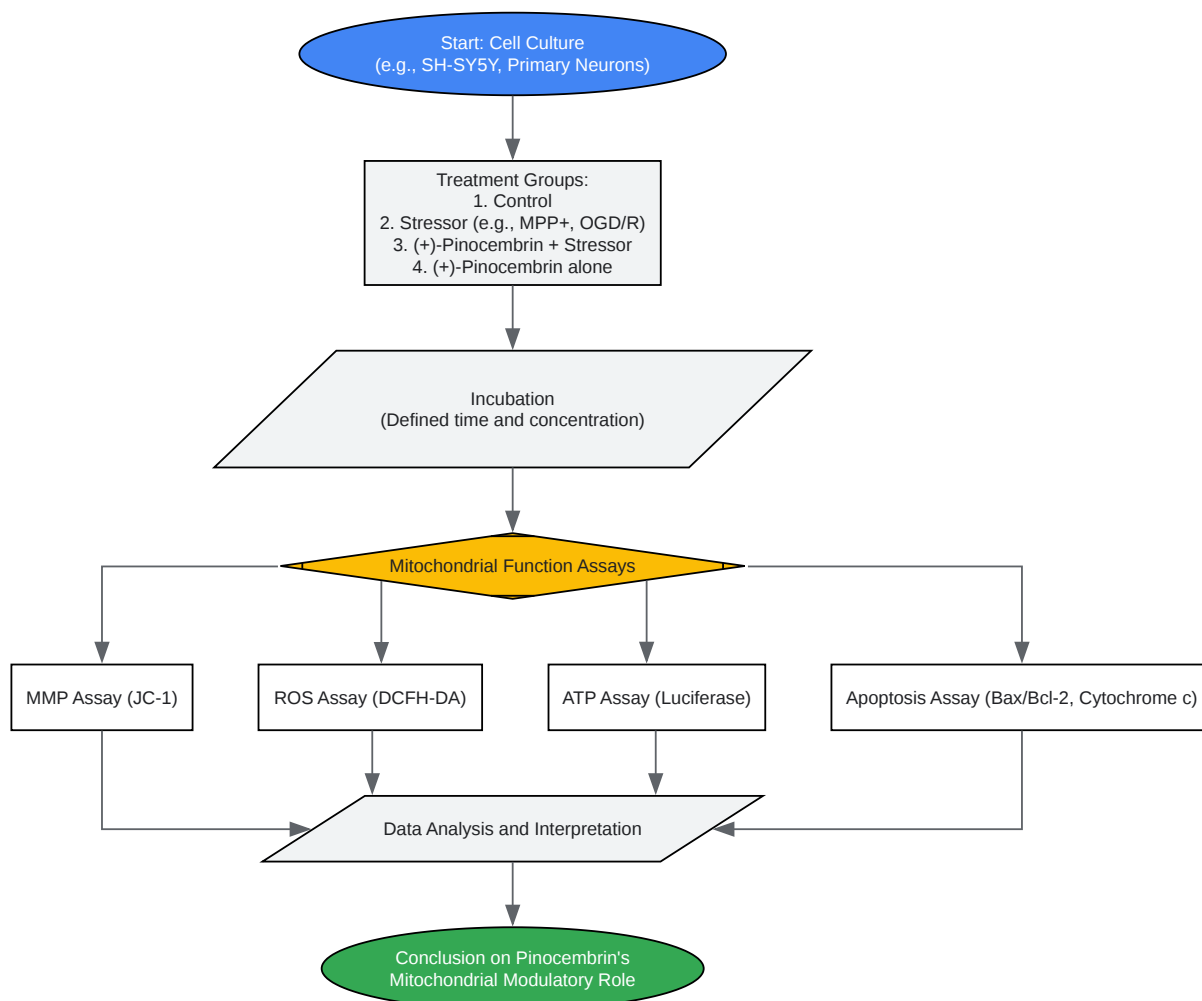 Start: Cell Culture
(e.g., SH-SY5Y, Primary Neurons)
Treatment Groups:
1. Control
2. Stressor (e.g., MPP+, OGD/R)
3. (+)-Pinocembrin + Stressor
4. (+)-Pinocembrin alone
Incubation
(Defined time and concentration)
Mitochondrial Function Assays
MMP Assay (JC-1)
ROS Assay (DCFH-DA)
ATP Assay (Luciferase)
Apoptosis Assay (Bax/Bcl-2, Cytochrome c)
Data Analysis and Interpretation
Conclusion on Pinocembrin's
Mitochondrial Modulatory Role